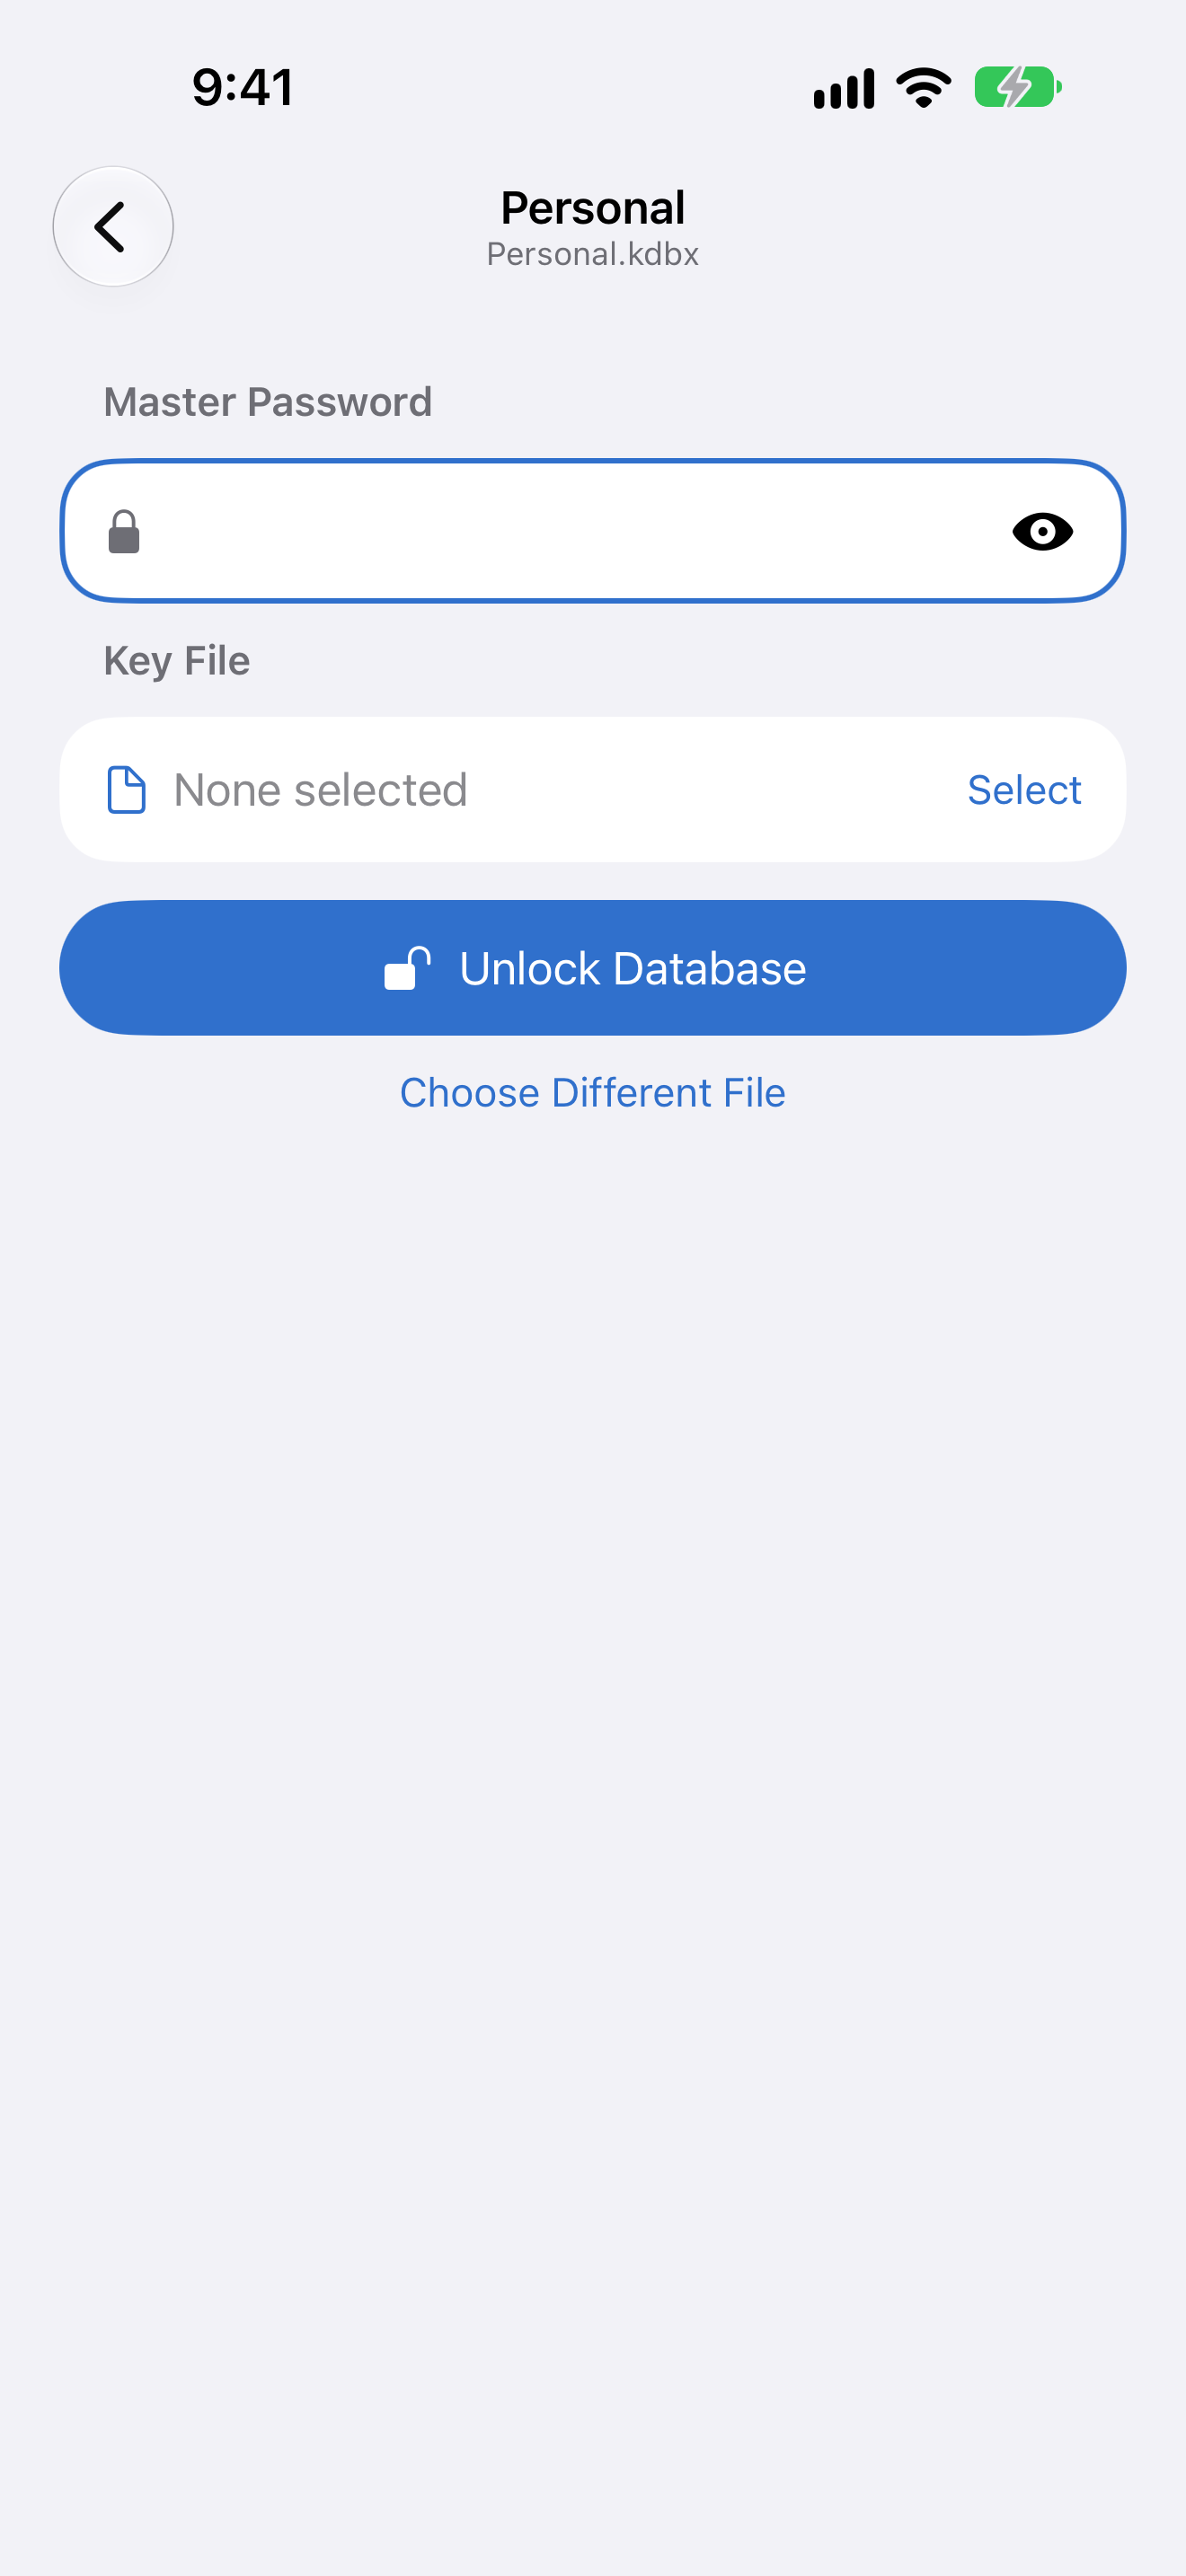 9:41
Personal
Personal.kdbx
Master Password
Key File
None selected Select
Unlock Database
Choose Different File